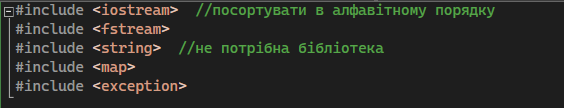 #include <iostream>  //посортувати в алфавітному порядку
#include <fstream>
#include <string>  //не потрібна бібліотека
#include <map>
#include <exception>